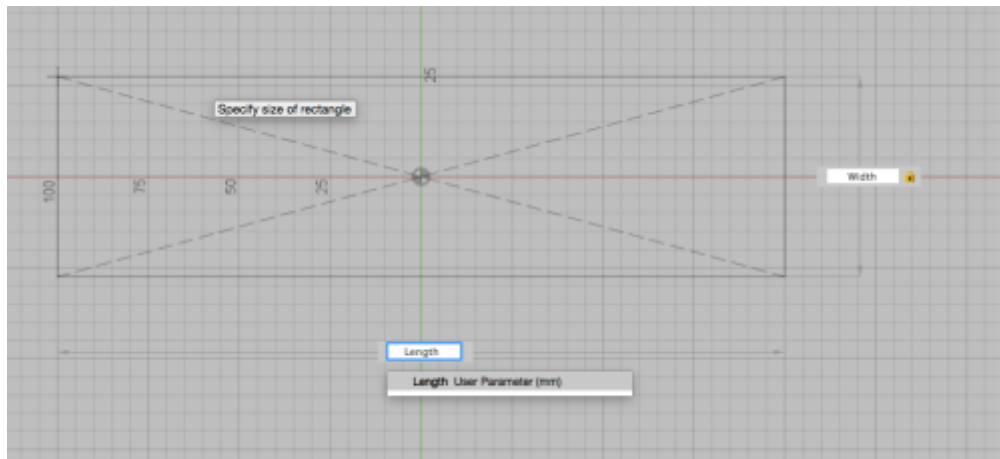 25
Specify size of rectangle
100
75
50
25
Width
Length
Length User Parameter (mm)